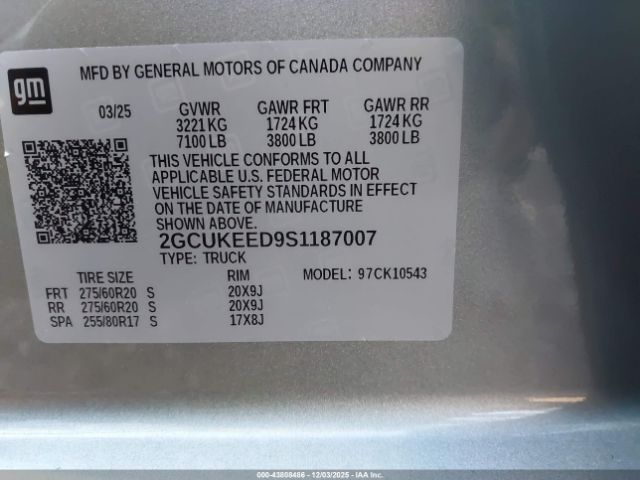 gm
MFD BY GENERAL MOTORS OF CANADA COMPANY
03/25 GVWR GAWR FRT GAWR RR
3221 KG 1724 KG 1724 KG
7100 LB 3800 LB 3800 LB
THIS VEHICLE CONFORMS TO ALL
APPLICABLE U.S. FEDERAL MOTOR
VEHICLE SAFETY STANDARDS IN EFFECT
ON THE DATE OF MANUFACTURE
SHOWN ABOVE.
2GCUKEED9S1187007
TYPE: TRUCK
TIRE SIZE RIM MODEL: 97CK10543
FRT 275/60R20 S 20X9J
RR 275/60R20 S 20X9J
SPA 255/80R17 S 17X8J
000-43808486 - 12/03/2025 - IAA Inc.